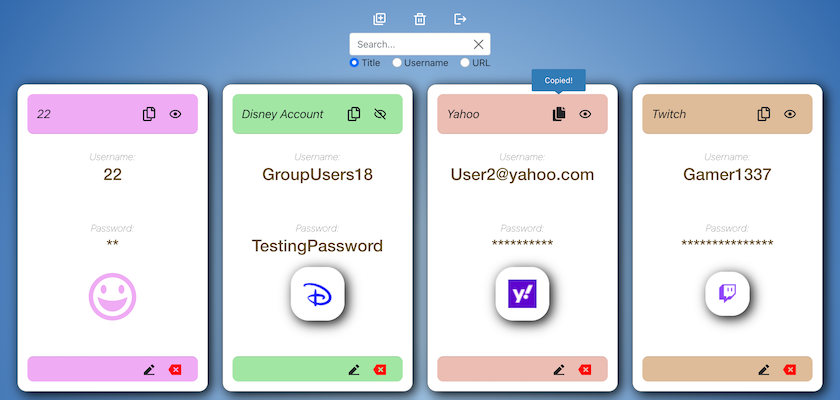 Search...
Title Username URL
Copied!
22
Username:
22
Password:
**
Disney Account
Username:
GroupUsers18
Password:
TestingPassword
Yahoo
Username:
User2@yahoo.com
Password:
**********
y!
Twitch
Username:
Gamer1337
Password:
***************